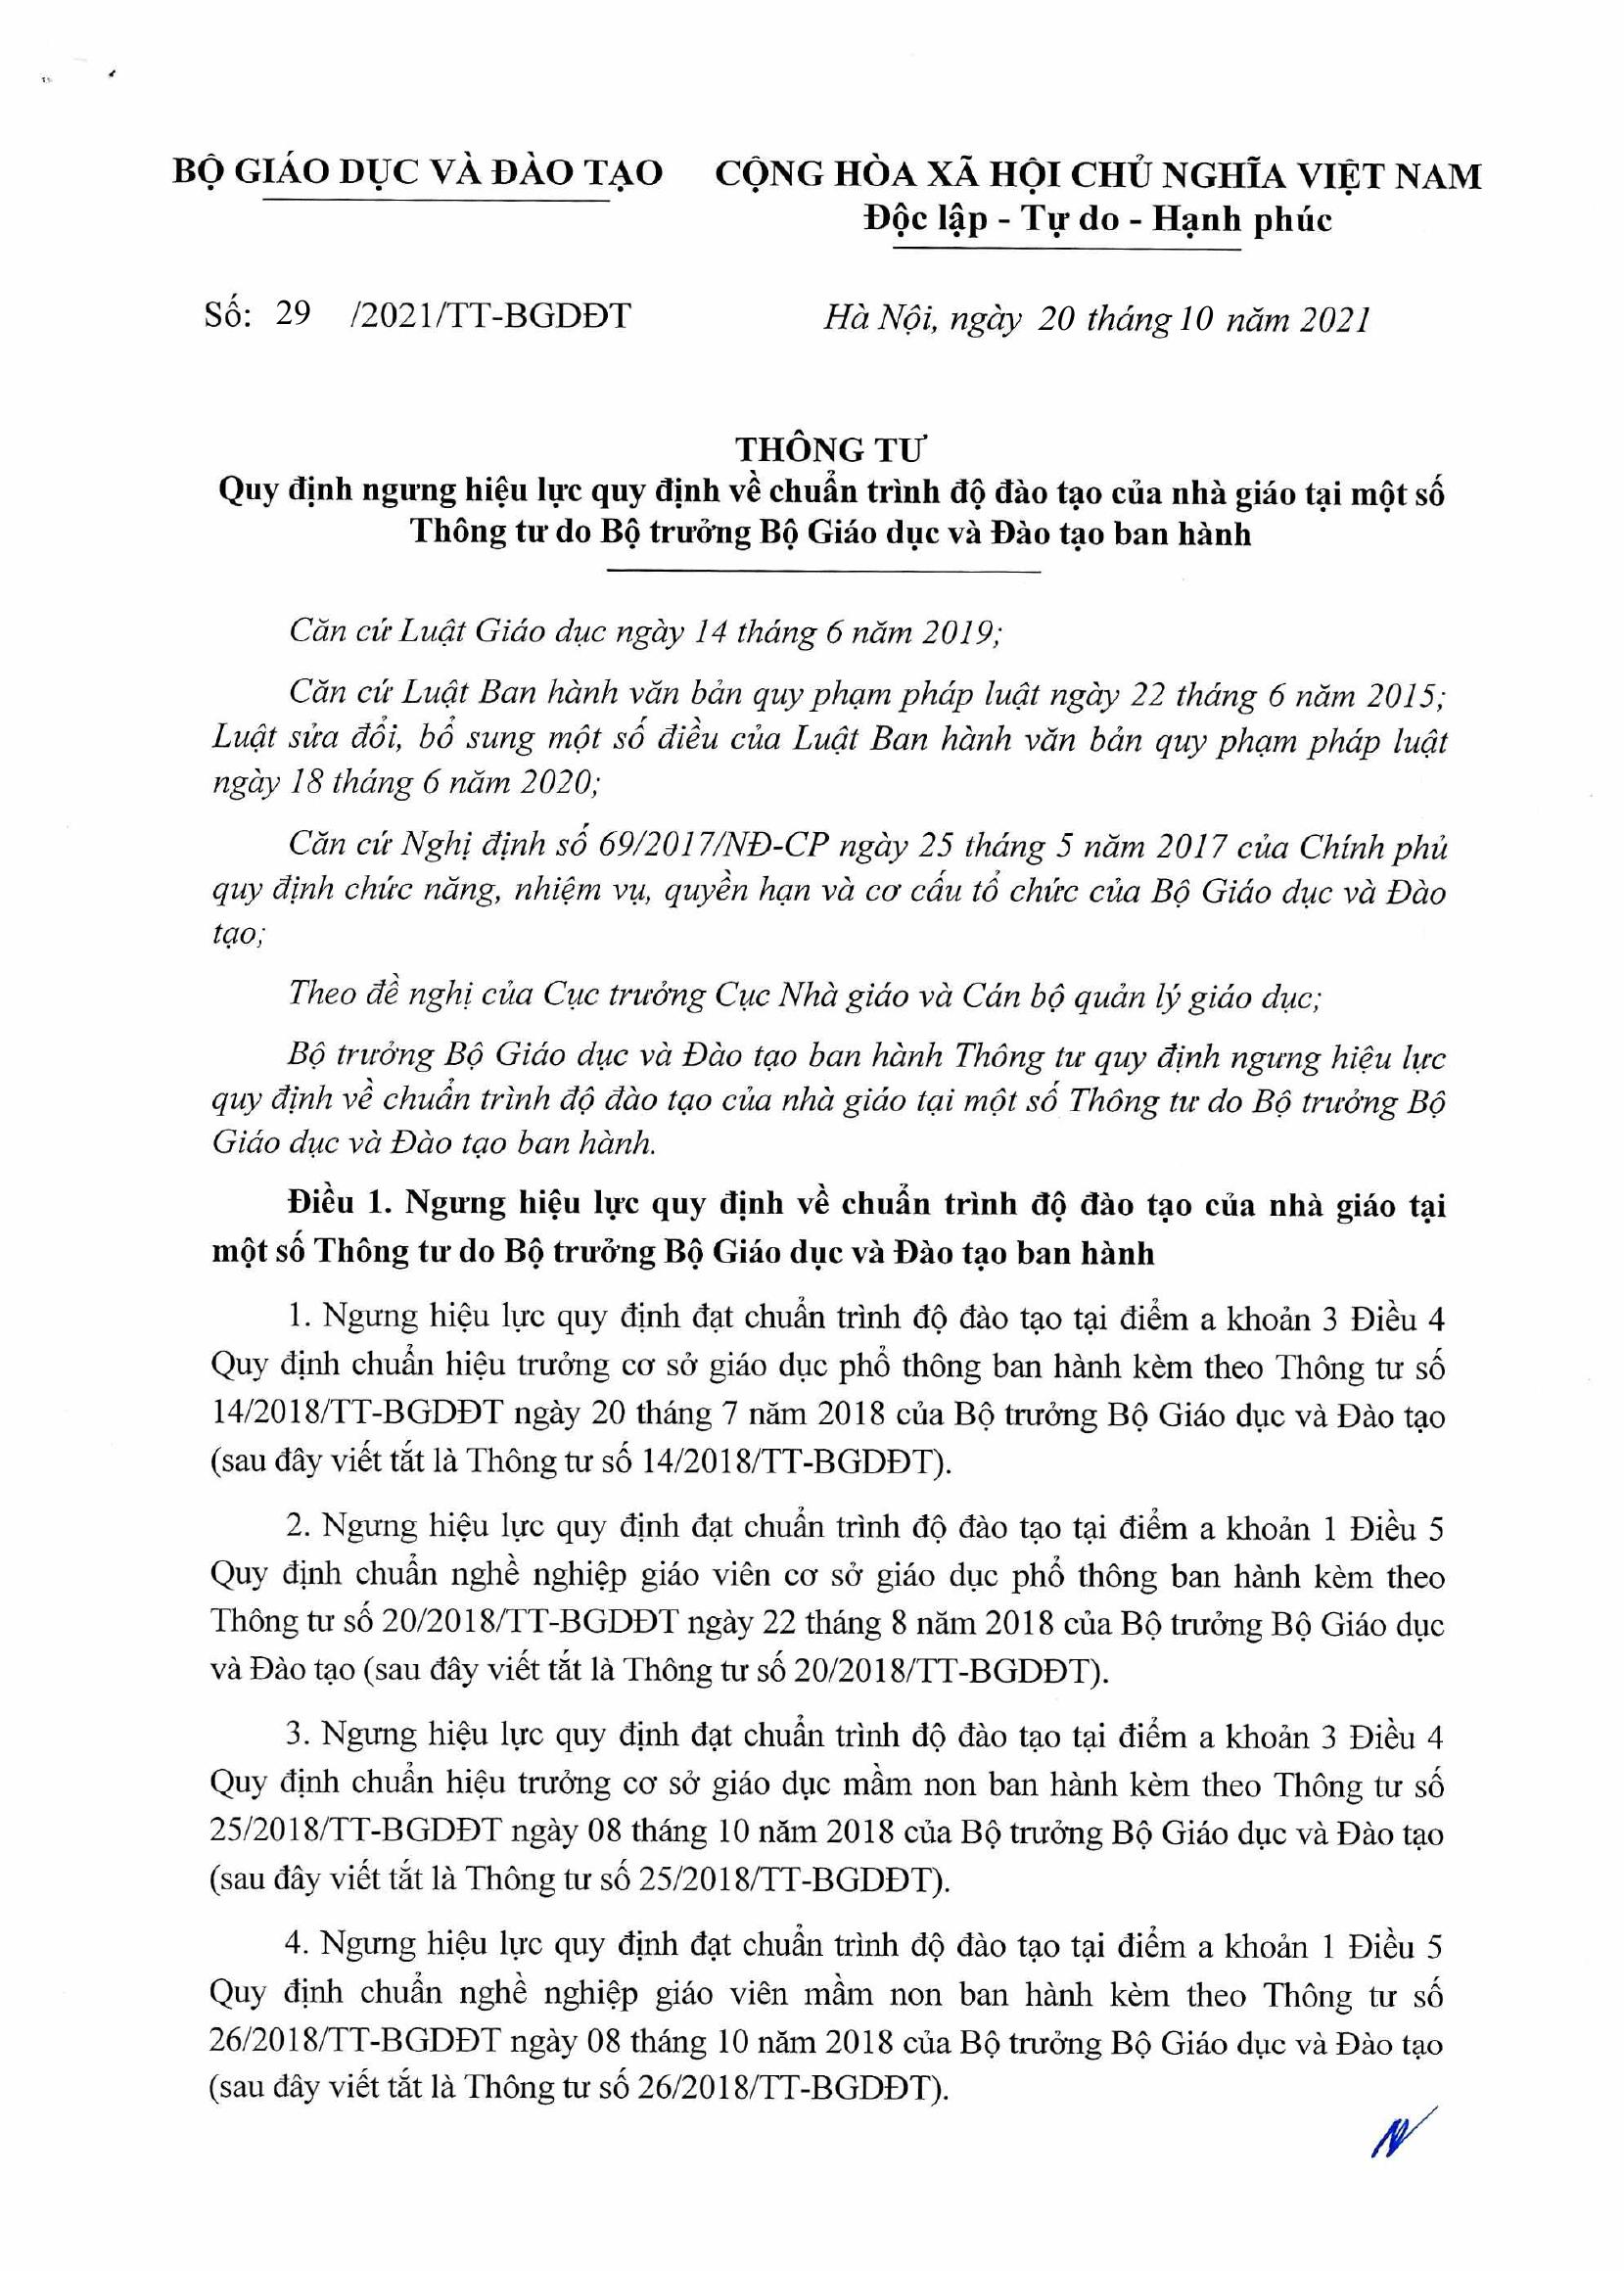 BỘ GIÁO DỤC VÀ ĐÀO TẠO
CỘNG HÒA XÃ HỘI CHỦ NGHĨA VIỆT NAM
Độc lập - Tự do - Hạnh phúc
Số: 29 /2021/TT-BGDĐT
Hà Nội, ngày 20 tháng 10 năm 2021
THÔNG TƯ
Quy định ngưng hiệu lực quy định về chuẩn trình độ đào tạo của nhà giáo tại một số
Thông tư do Bộ trưởng Bộ Giáo dục và Đào tạo ban hành
Căn cứ Luật Giáo dục ngày 14 tháng 6 năm 2019;
Căn cứ Luật Ban hành văn bản quy phạm pháp luật ngày 22 tháng 6 năm 2015;
Luật sửa đổi, bổ sung một số điều của Luật Ban hành văn bản quy phạm pháp luật
ngày 18 tháng 6 năm 2020;
Căn cứ Nghị định số 69/2017/NĐ-CP ngày 25 tháng 5 năm 2017 của Chính phủ
quy định chức năng, nhiệm vụ, quyền hạn và cơ cấu tổ chức của Bộ Giáo dục và Đào
tạo;
Theo đề nghị của Cục trưởng Cục Nhà giáo và Cán bộ quản lý giáo dục;
Bộ trưởng Bộ Giáo dục và Đào tạo ban hành Thông tư quy định ngưng hiệu lực
quy định về chuẩn trình độ đào tạo của nhà giáo tại một số Thông tư do Bộ trưởng Bộ
Giáo dục và Đào tạo ban hành.
Điều 1. Ngưng hiệu lực quy định về chuẩn trình độ đào tạo của nhà giáo tại
một số Thông tư do Bộ trưởng Bộ Giáo dục và Đào tạo ban hành
1. Ngưng hiệu lực quy định đạt chuẩn trình độ đào tạo tại điểm a khoản 3 Điều 4
Quy định chuẩn hiệu trưởng cơ sở giáo dục phổ thông ban hành kèm theo Thông tư số
14/2018/TT-BGDĐT ngày 20 tháng 7 năm 2018 của Bộ trưởng Bộ Giáo dục và Đào tạo
(sau đây viết tắt là Thông tư số 14/2018/TT-BGDĐT).
2. Ngưng hiệu lực quy định đạt chuẩn trình độ đào tạo tại điểm a khoản 1 Điều 5
Quy định chuẩn nghề nghiệp giáo viên cơ sở giáo dục phổ thông ban hành kèm theo
Thông tư số 20/2018/TT-BGDĐT ngày 22 tháng 8 năm 2018 của Bộ trưởng Bộ Giáo dục
và Đào tạo (sau đây viết tắt là Thông tư số 20/2018/TT-BGDĐT).
3. Ngưng hiệu lực quy định đạt chuẩn trình độ đào tạo tại điểm a khoản 3 Điều 4
Quy định chuẩn hiệu trưởng cơ sở giáo dục mầm non ban hành kèm theo Thông tư số
25/2018/TT-BGDĐT ngày 08 tháng 10 năm 2018 của Bộ trưởng Bộ Giáo dục và Đào tạo
(sau đây viết tắt là Thông tư số 25/2018/TT-BGDĐT).
4. Ngưng hiệu lực quy định đạt chuẩn trình độ đào tạo tại điểm a khoản 1 Điều 5
Quy định chuẩn nghề nghiệp giáo viên mầm non ban hành kèm theo Thông tư số
26/2018/TT-BGDĐT ngày 08 tháng 10 năm 2018 của Bộ trưởng Bộ Giáo dục và Đào tạo
(sau đây viết tắt là Thông tư số 26/2018/TT-BGDĐT).